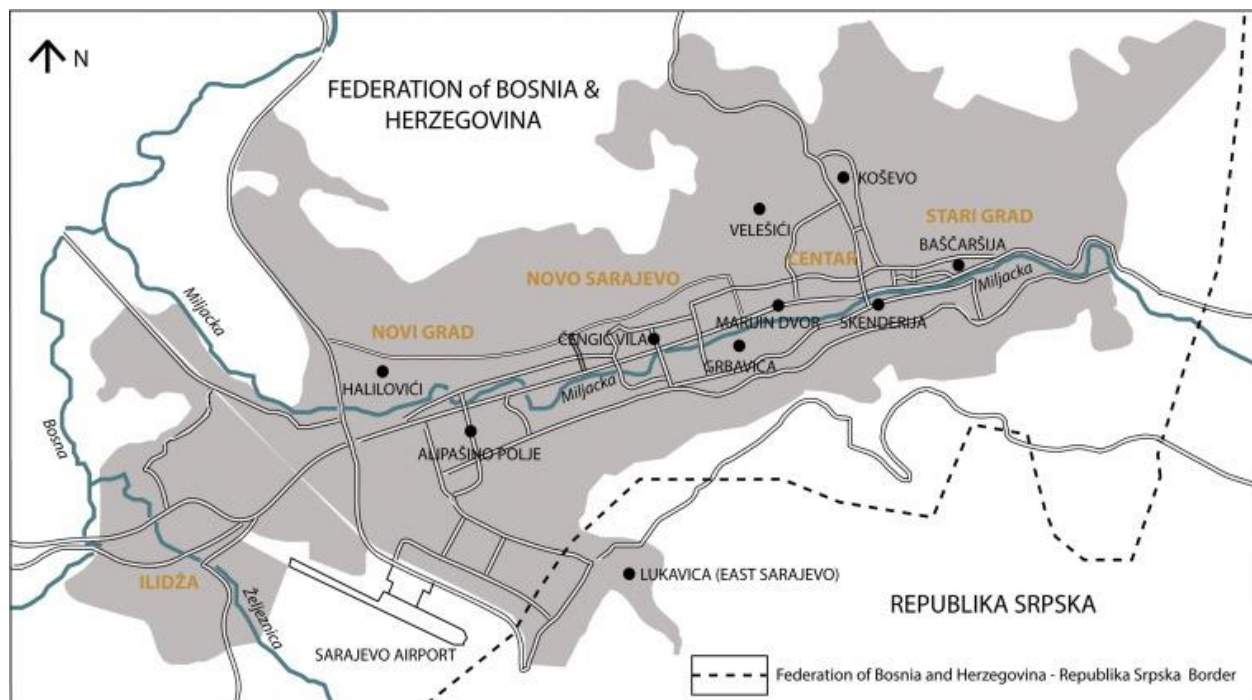 N
FEDERATION of BOSNIA &
HERZEGOVINA
KOŠEVO
VELEŠIĆI
STARI GRAD
BAŠČARŠIJA
CENTAR
NOVO SARAJEVO
Miljacka
Miljacka
MARIJIN DVOR
SKENDERIJA
NOVI GRAD
ČENGIĆ VILA
GRBAVICA
HALILOVIĆI
Miljacka
Bosna
ALIPAŠINO POLJE
ILIDŽA
LUKAVICA (EAST SARAJEVO)
Željeznica
REPUBLIKA SRPSKA
SARAJEVO AIRPORT
Federation of Bosnia and Herzegovina - Republika Srpska Border